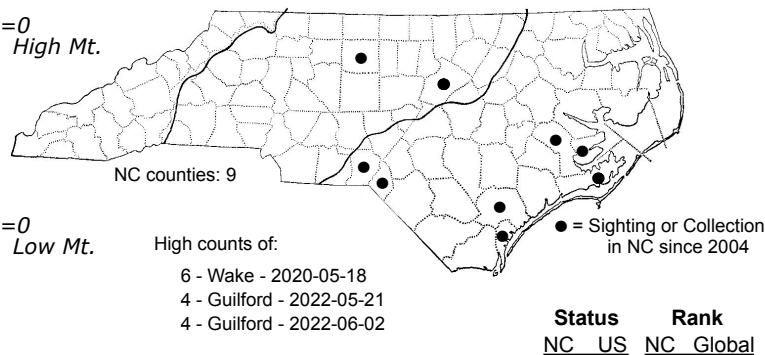 =0
High Mt.
NC counties: 9
=0
Low Mt.
High counts of:
6 - Wake - 2020-05-18
4 - Guilford - 2022-05-21
4 - Guilford - 2022-06-02
= Sighting or Collection
in NC since 2004
Status Rank
NC US NC Global